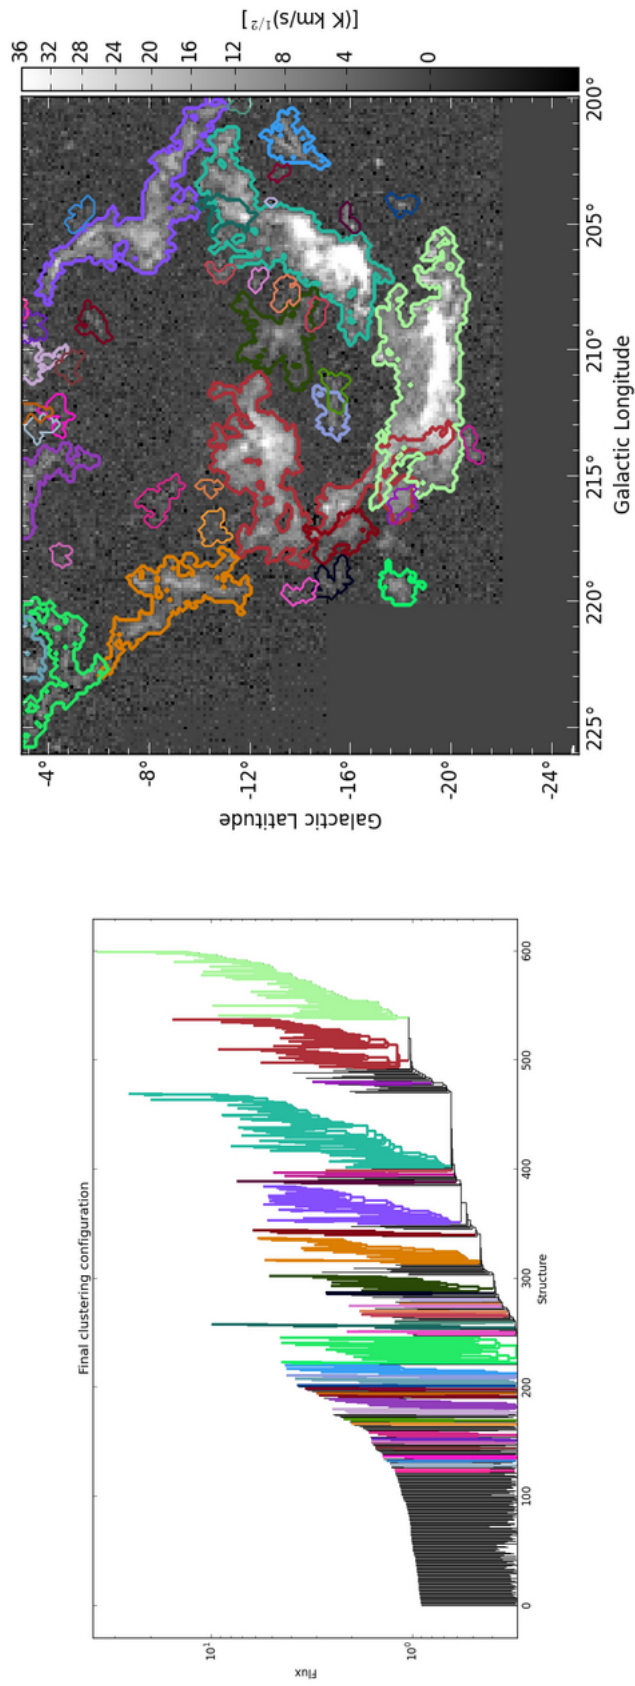 [(K km/s)1/2]
36 32 28 24 20 16 12 8 4 0
200° 205° 210° 215° 220° 225°
Galactic Longitude
-4° -8° -12° -16° -20° -24°
Galactic Latitude
Final clustering configuration
10¹
10⁰
Flux
0 100 200 300 400 500 600
Structure